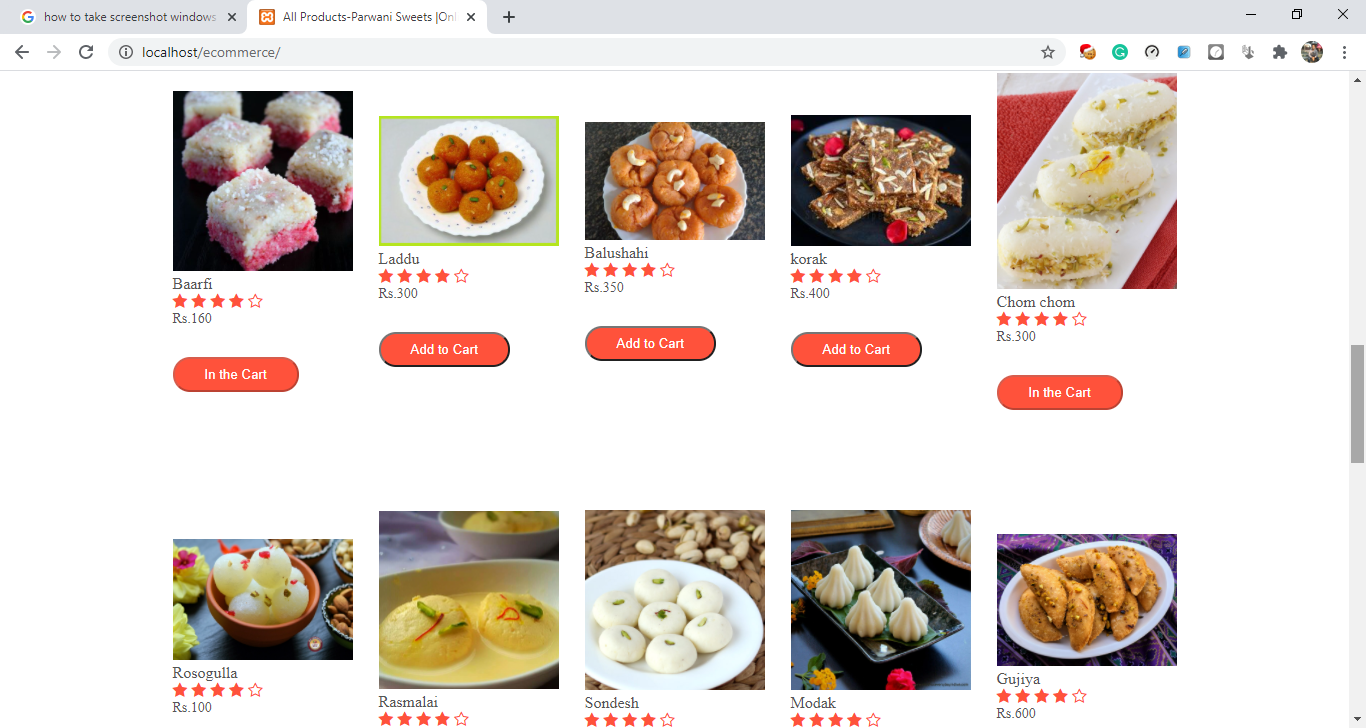 how to take screenshot windows
All Products-Parwani Sweets |Onl
localhost/ecommerce/
Baarfi
Rs.160
In the Cart
Laddu
Rs.300
Add to Cart
Balushahi
Rs.350
Add to Cart
korak
Rs.400
Add to Cart
Chom chom
Rs.300
In the Cart
Rosogulla
Rs.100
Rasmalai
Sondesh
Modak
Gujiya
Rs.600